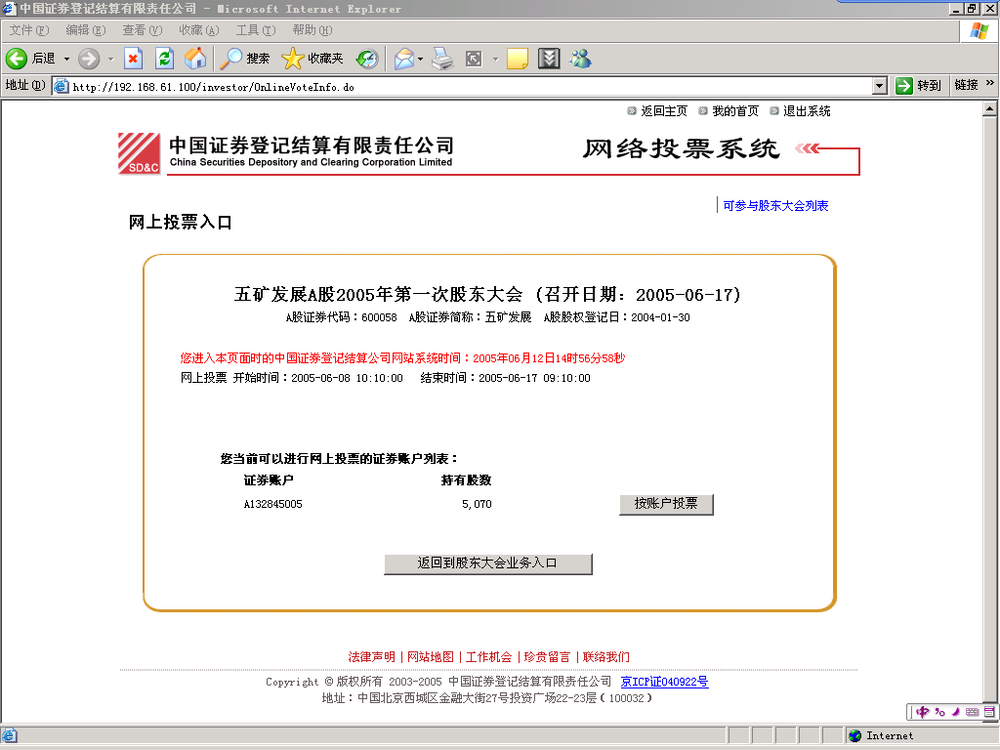 中国证券登记结算有限责任公司 - Microsoft Internet Explorer
文件(F) 编辑(E) 查看(V) 收藏(A) 工具(T) 帮助(H)
后退 搜索 收藏夹
地址(D) http://192.168.61.100/investor/OnlineVoteInfo.do 转到 链接 »
返回主页 我的首页 退出系统
SD&C 中国证券登记结算有限责任公司 网络投票系统
China Securities Depository and Clearing Corporation Limited
可参与股东大会列表
网上投票入口
五矿发展A股2005年第一次股东大会 (召开日期: 2005-06-17)
A股证券代码：600058 A股证券简称：五矿发展 A股股权登记日：2004-01-30
您进入本页面时的中国证券登记结算公司网站系统时间：2005年06月12日14时56分58秒
网上投票 开始时间：2005-06-08 10:10:00 结束时间：2005-06-17 09:10:00
您当前可以进行网上投票的证券账户列表：
证券账户 持有股数
A132845005 5,070 按账户投票
返回到股东大会业务入口
法律声明 | 网站地图 | 工作机会 | 珍贵留言 | 联络我们
Copyright © 版权所有 2003-2005 中国证券登记结算有限责任公司 京ICP证040922号
地址：中国北京西城区金融大街27号投资广场22-23层（100032）
中
Internet